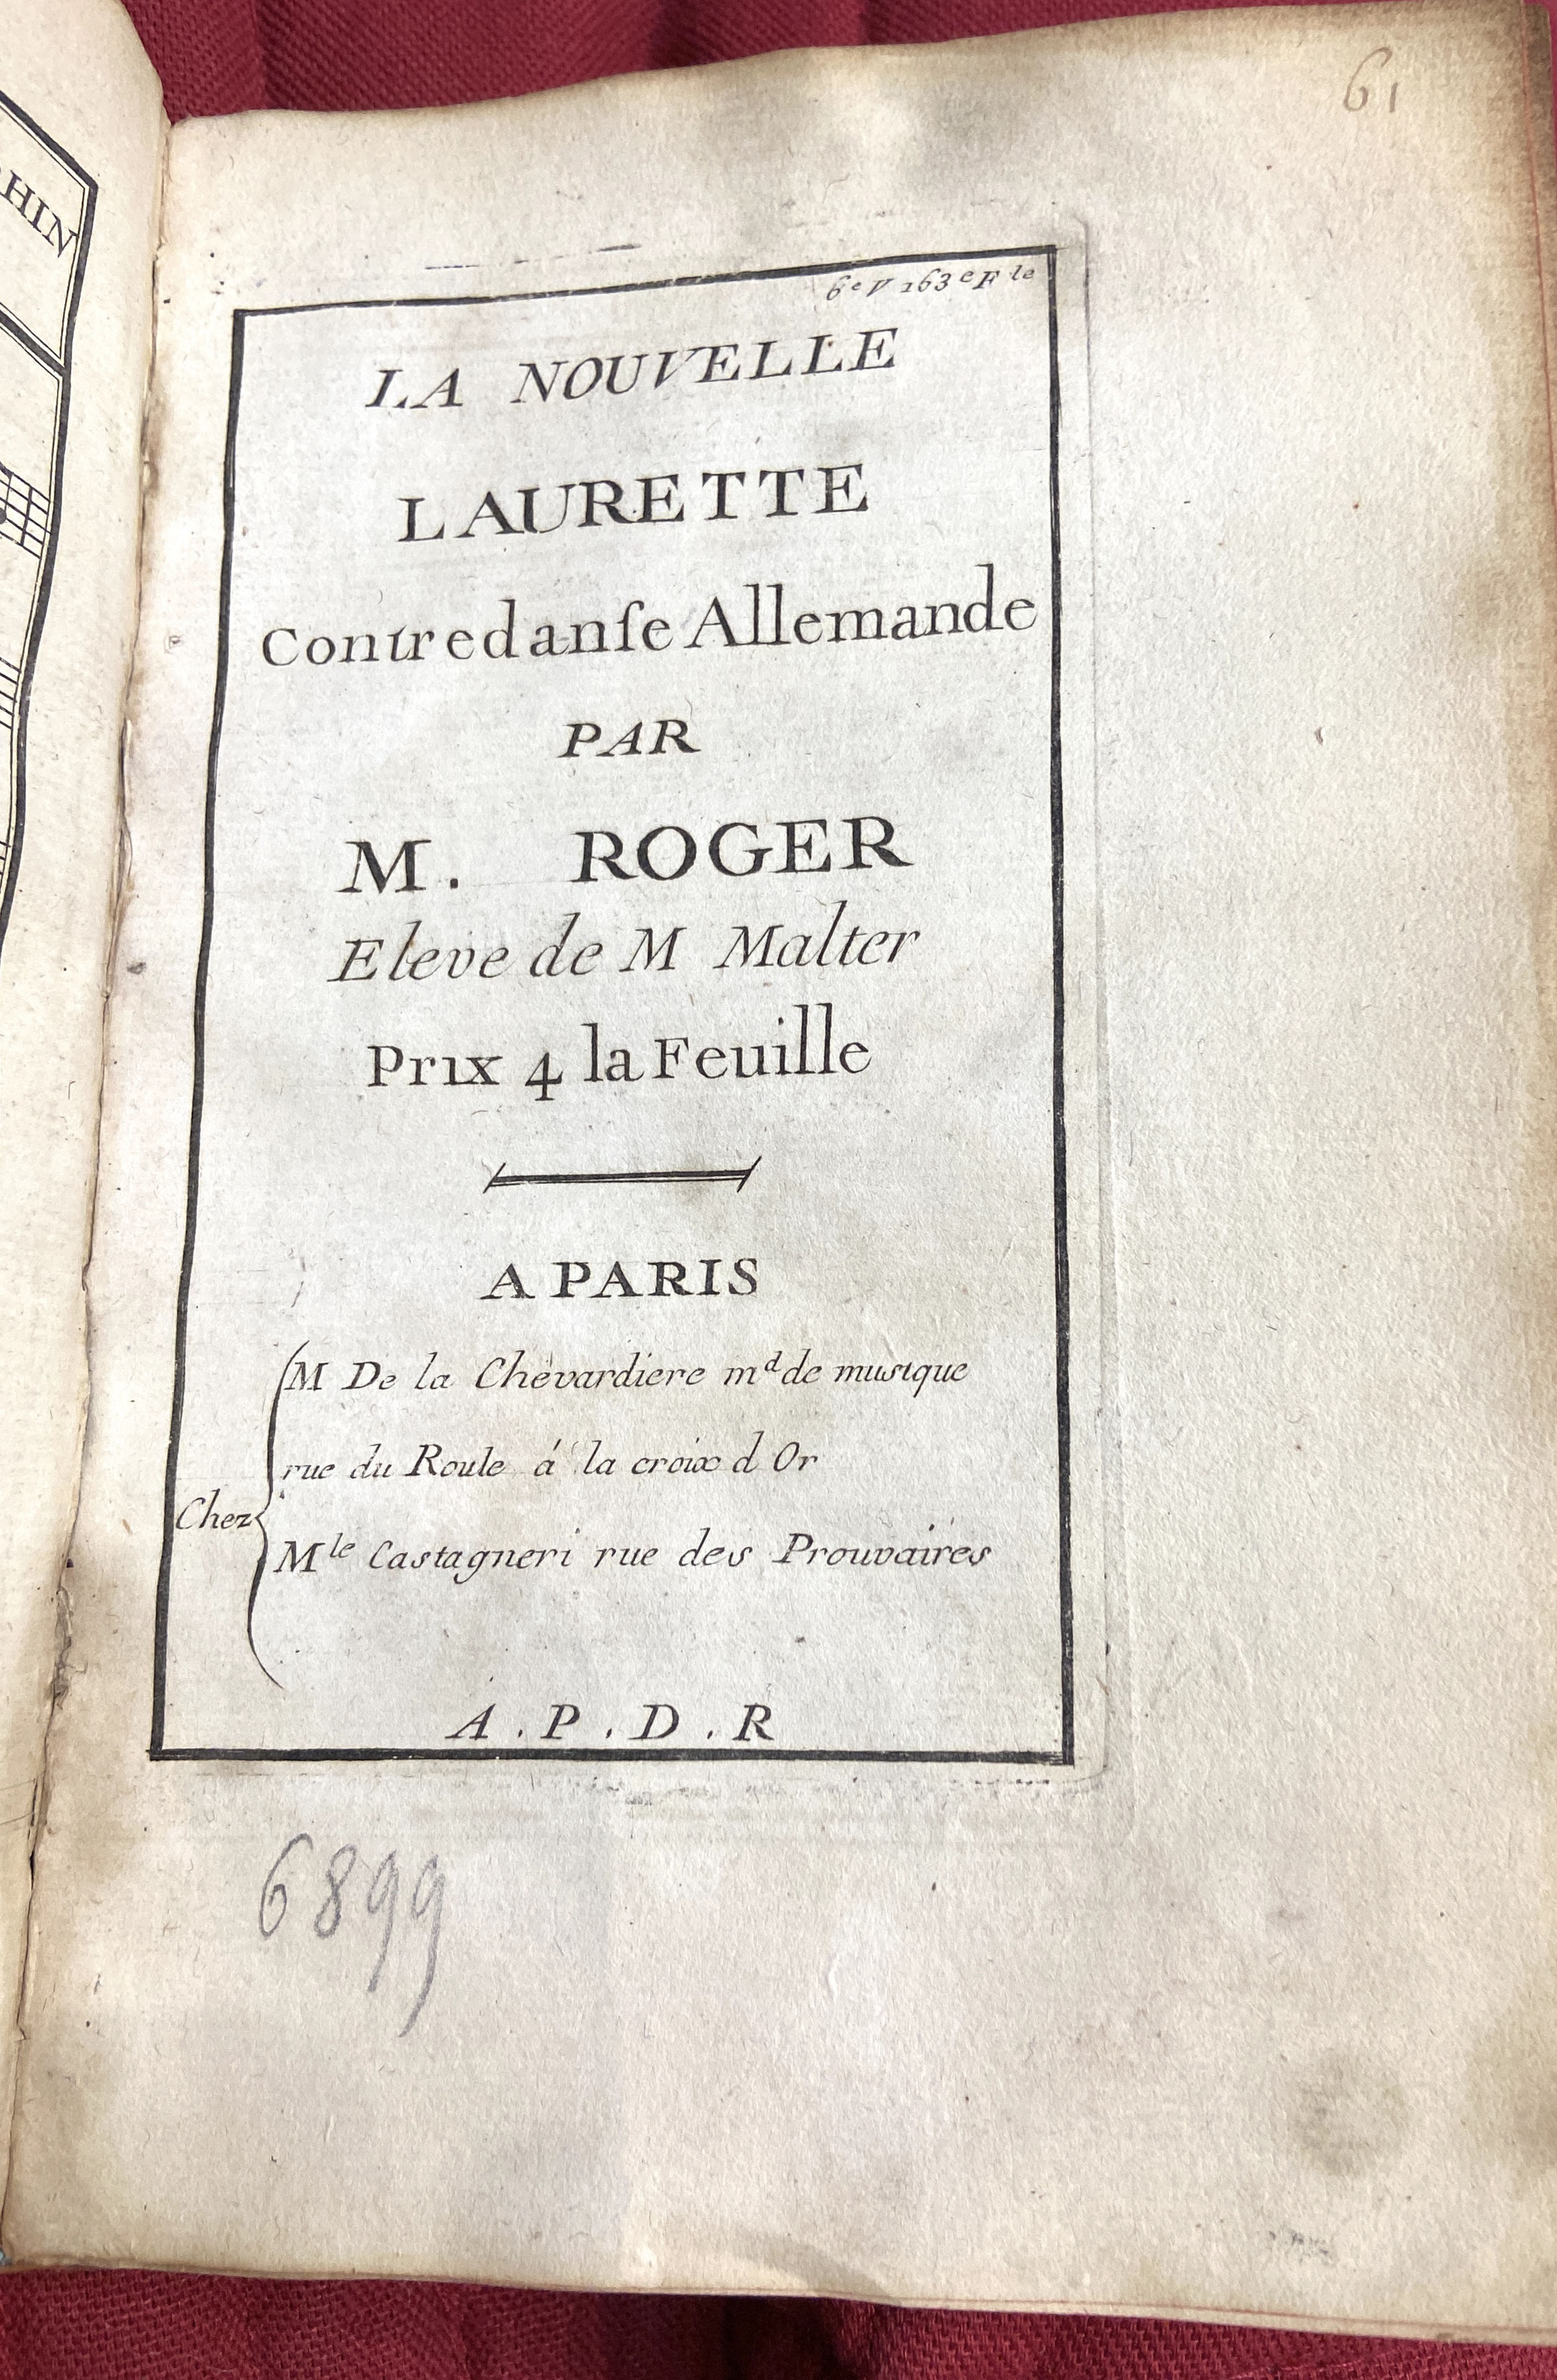 HIN
61
6e V 163e Fle
LA NOUVELLE
LAURETTE
Contredanſe Allemande
PAR
M. ROGER
Eleve de M Malter
Prix 4 la Feuille
A PARIS
M De la Chevardiere md de musique
rue du Roule á la croix d Or
Chez
Mle Castagneri rue des Prouvaires
A . P . D . R
6899